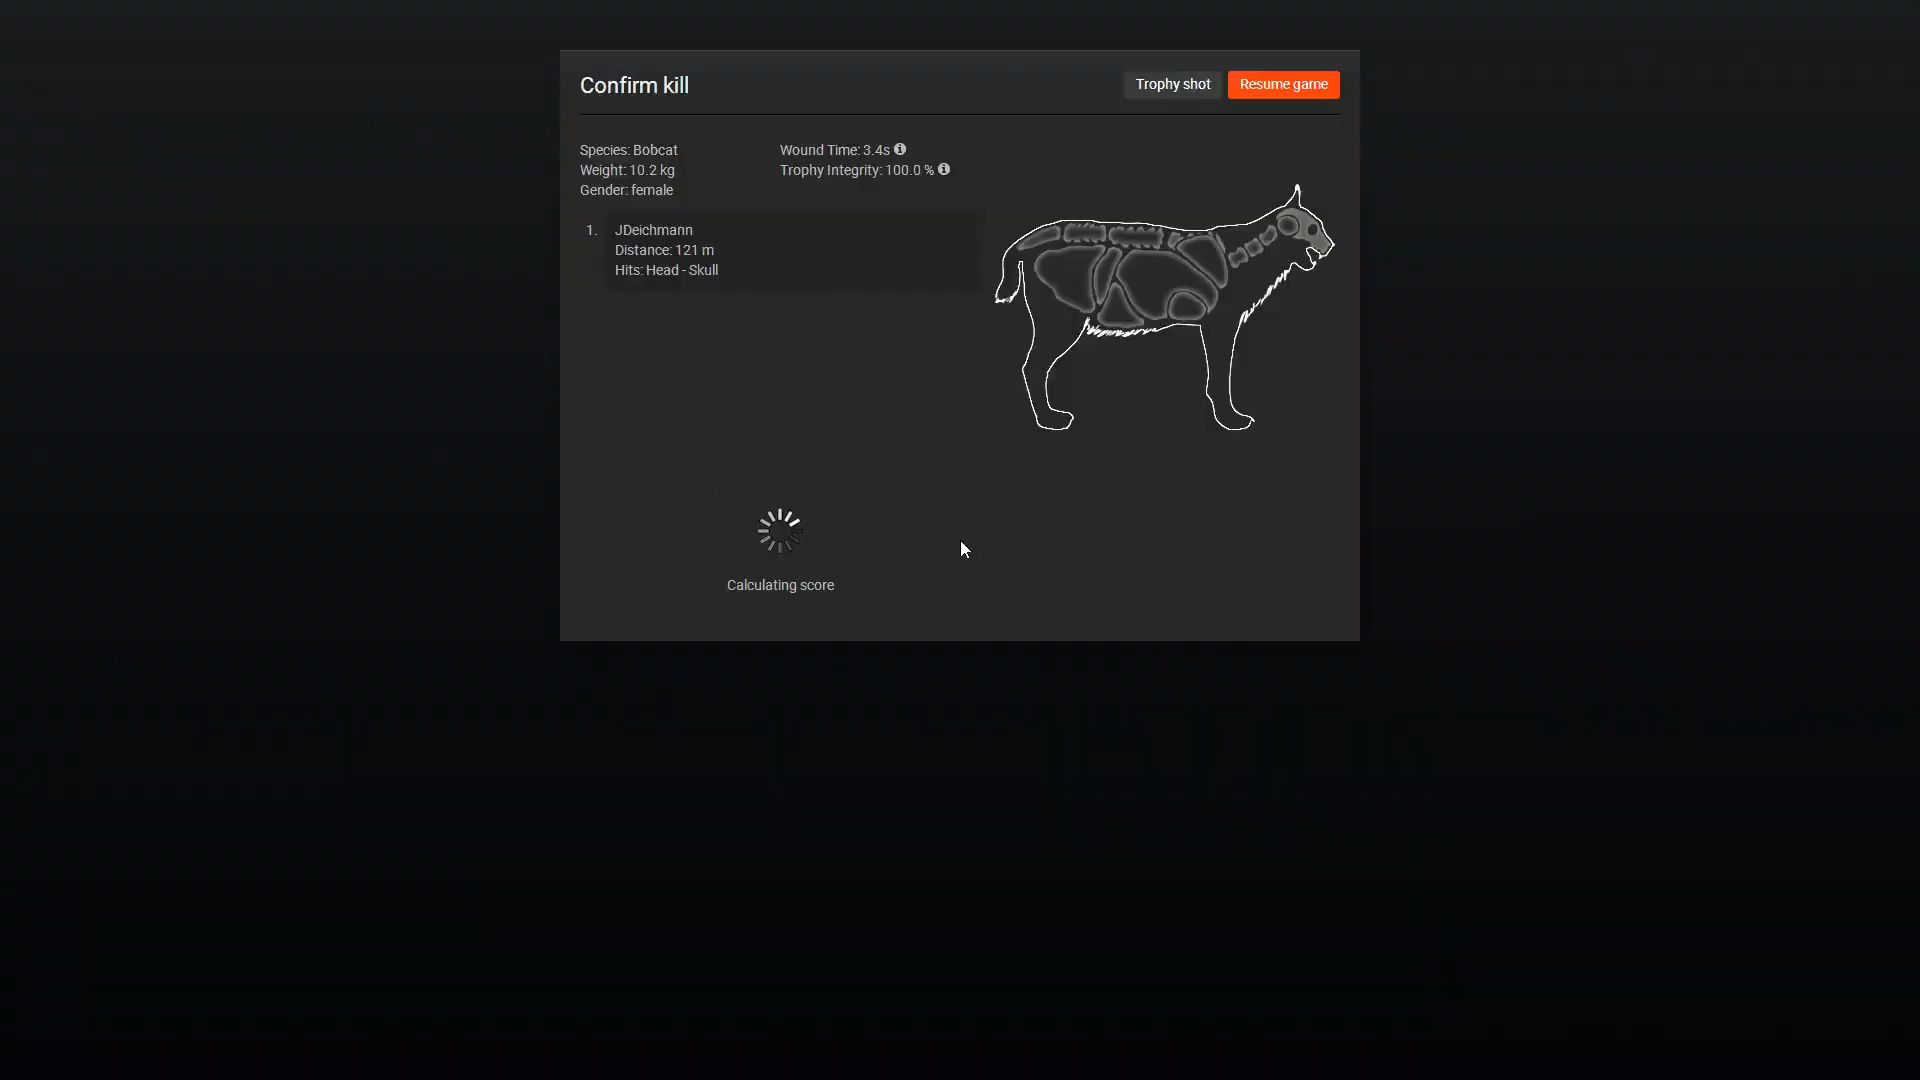 Confirm kill
Trophy shot
Resume game
Species: Bobcat
Weight: 10.2 kg
Gender: female
Wound Time: 3.4s
Trophy Integrity: 100.0 %
1.
JDeichmann
Distance: 121 m
Hits: Head - Skull
Calculating score